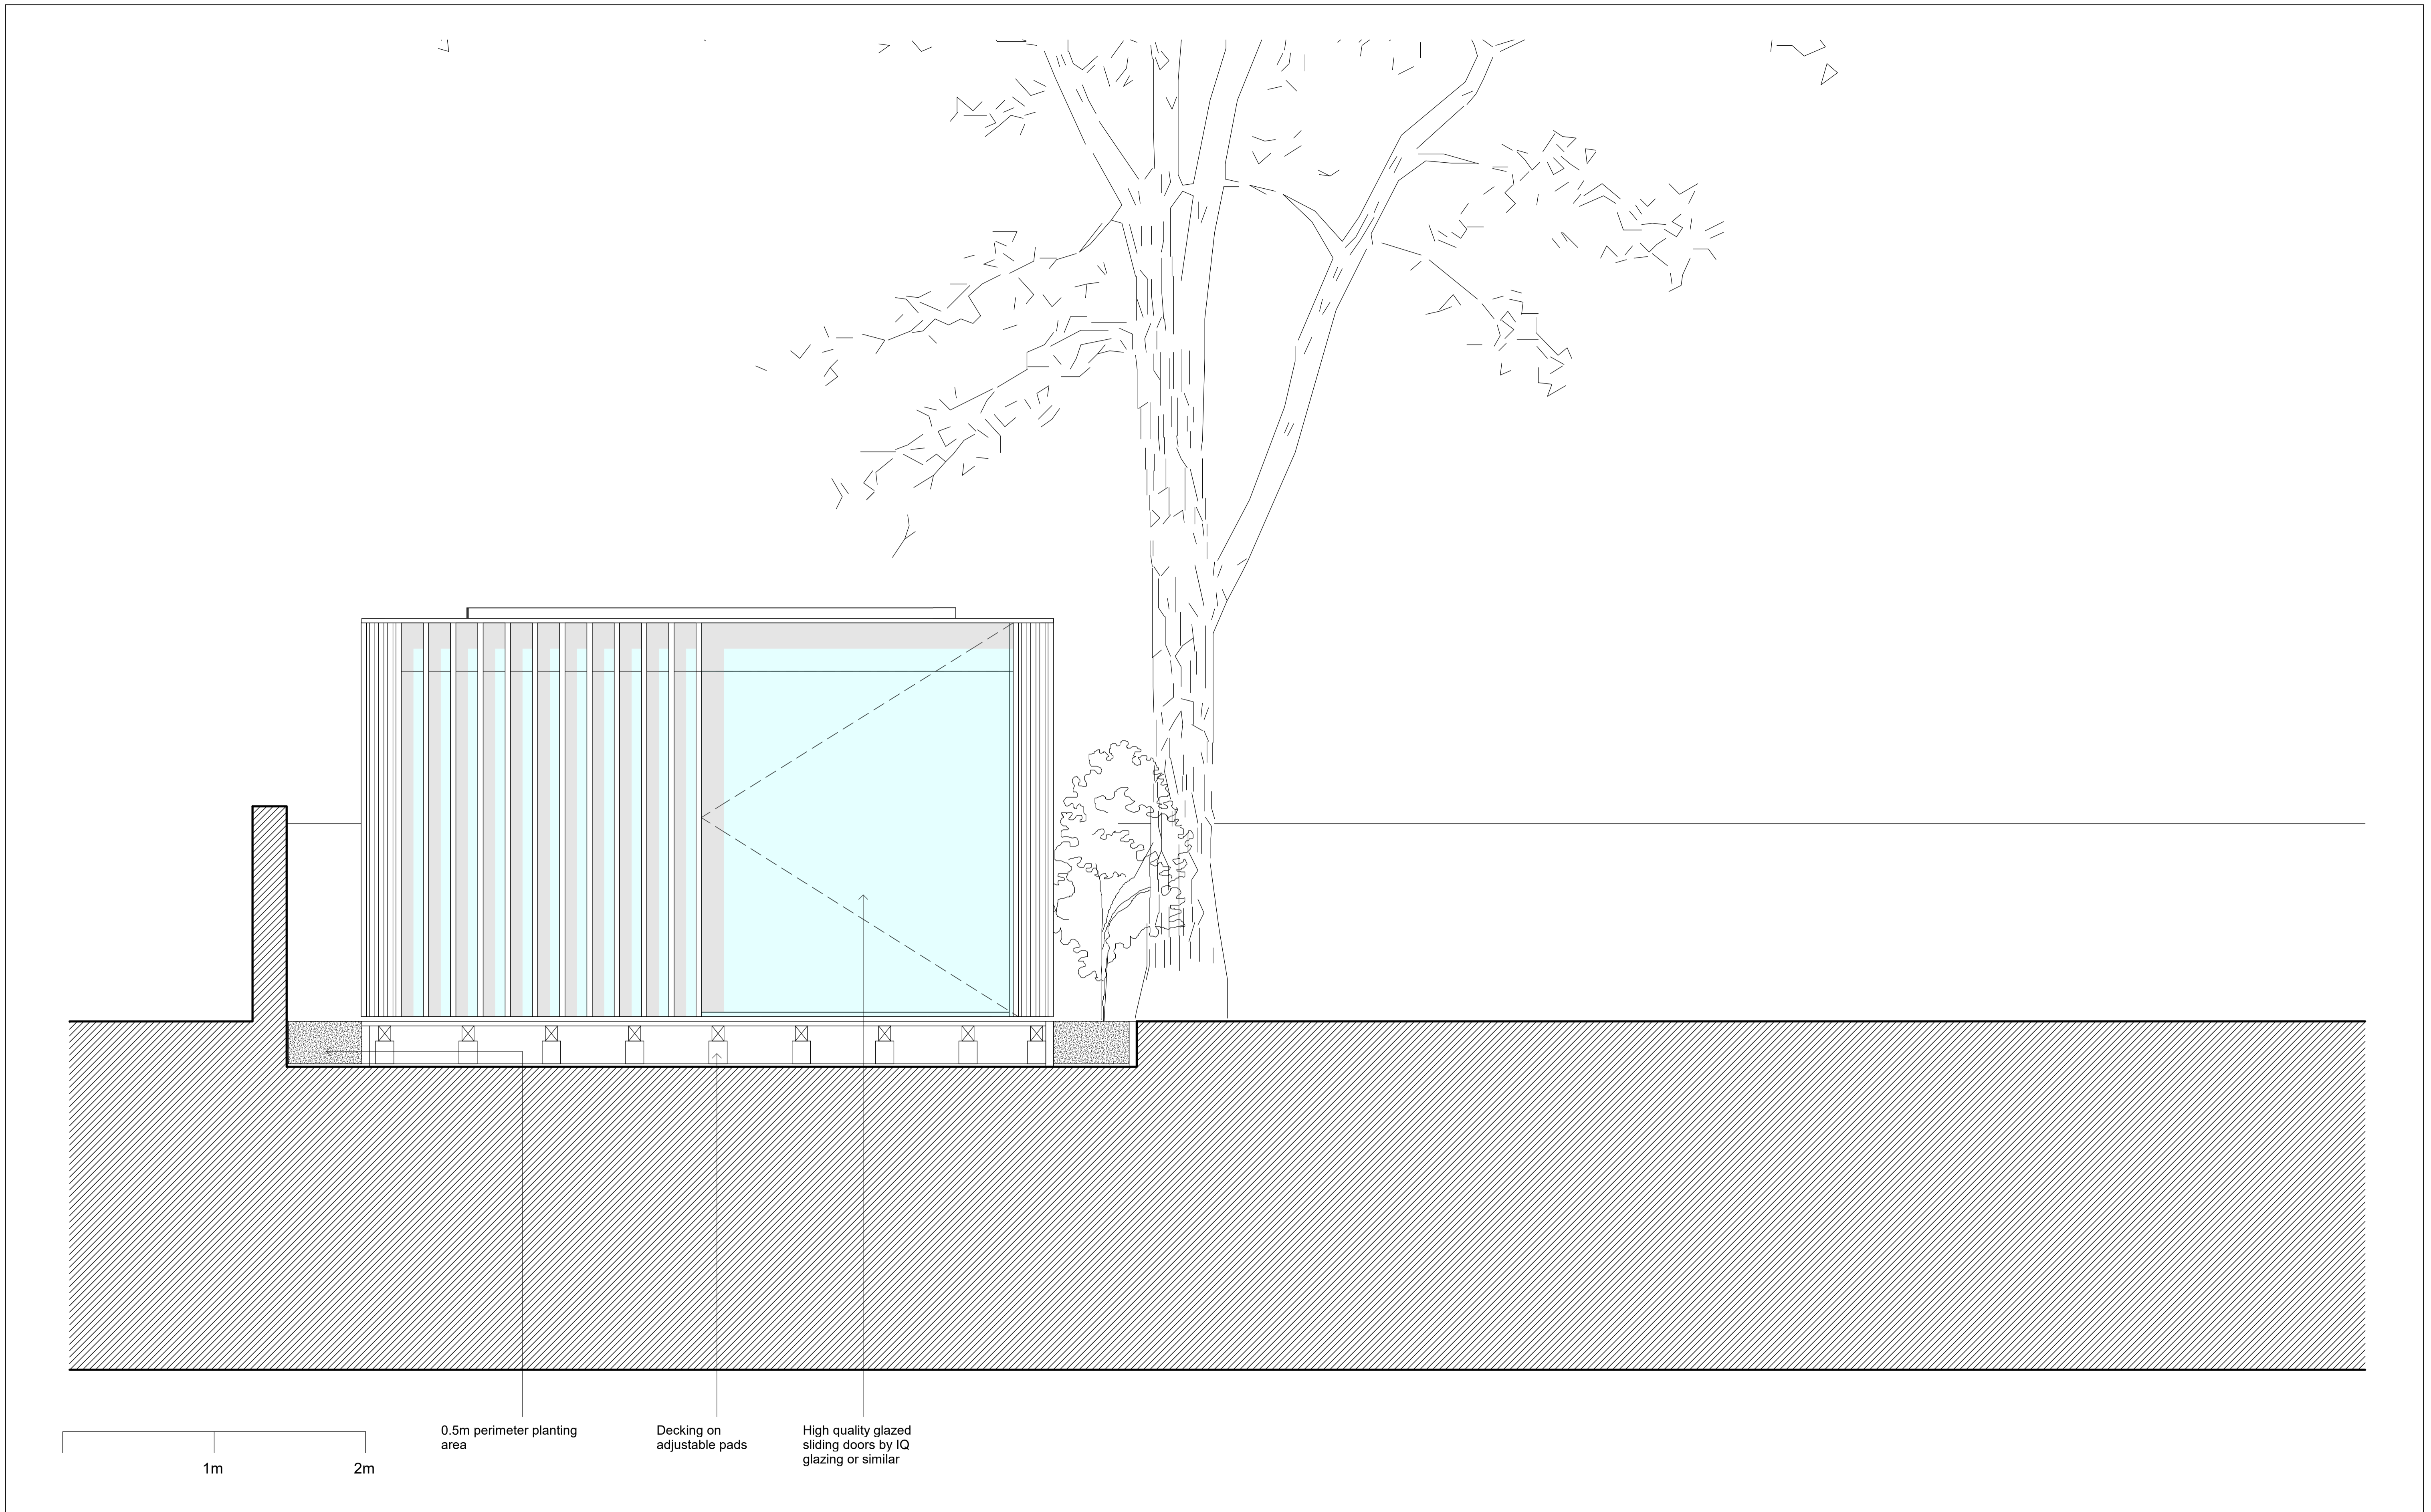 0.5m perimeter planting
area
Decking on
adjustable pads
High quality glazed
sliding doors by IQ
glazing or similar
1m
2m